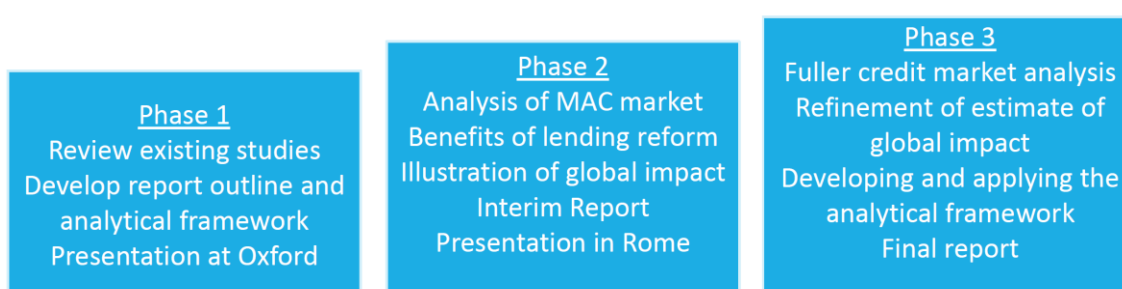 Phase 1
Review existing studies
Develop report outline and
analytical framework
Presentation at Oxford
Phase 2
Analysis of MAC market
Benefits of lending reform
Illustration of global impact
Interim Report
Presentation in Rome
Phase 3
Fuller credit market analysis
Refinement of estimate of
global impact
Developing and applying the
analytical framework
Final report